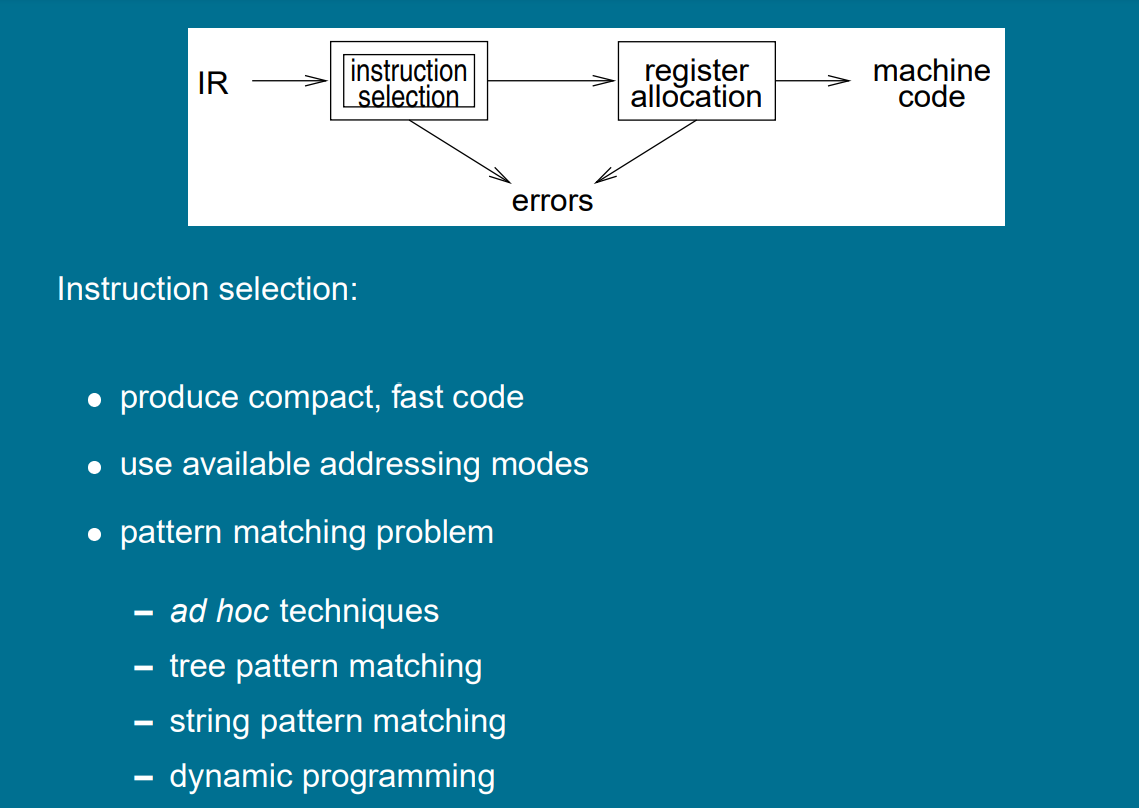 IR
instruction
selection
register
allocation
machine
code
errors
Instruction selection:
• produce compact, fast code
• use available addressing modes
• pattern matching problem
– ad hoc techniques
– tree pattern matching
– string pattern matching
– dynamic programming